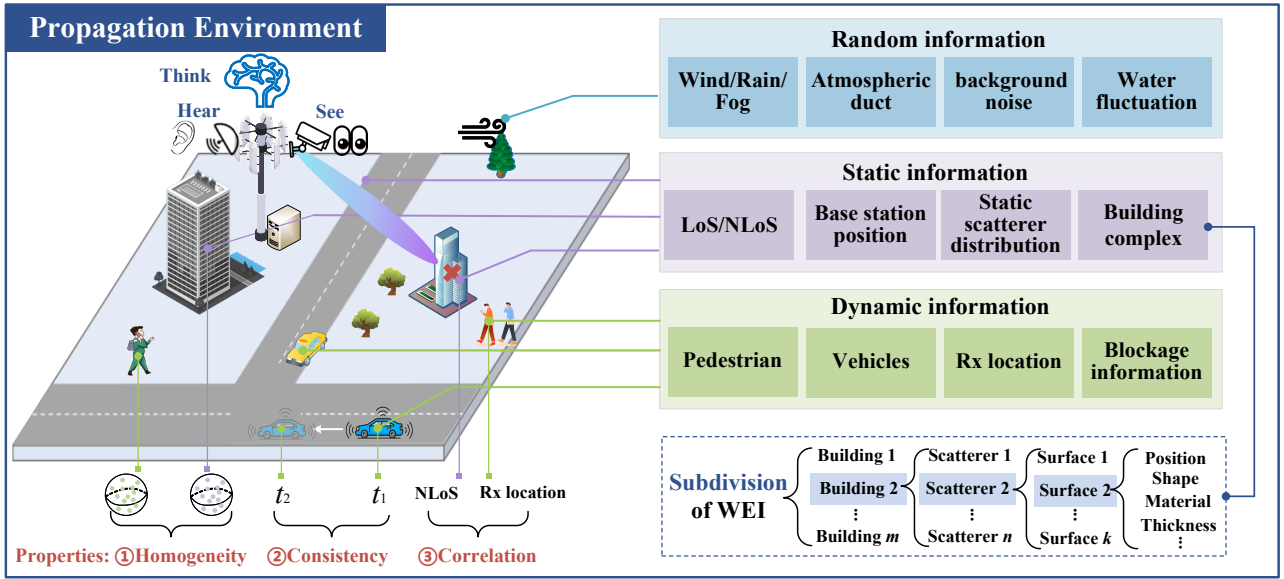 Propagation Environment
Think
Hear
See
Random information
Wind/Rain/
Fog
Atmospheric
duct
background
noise
Water
fluctuation
Static information
LoS/NLoS
Base station
position
Static
scatterer
distribution
Building
complex
Dynamic information
Pedestrian
Vehicles
Rx location
Blockage
information
Subdivision
of WEI
Building 1
Building 2
⋮
Building m
Scatterer 1
Scatterer 2
⋮
Scatterer n
Surface 1
Surface 2
⋮
Surface k
Position
Shape
Material
Thickness
⋮
t2
t1
NLoS
Rx location
Properties: ①Homogeneity
②Consistency
③Correlation